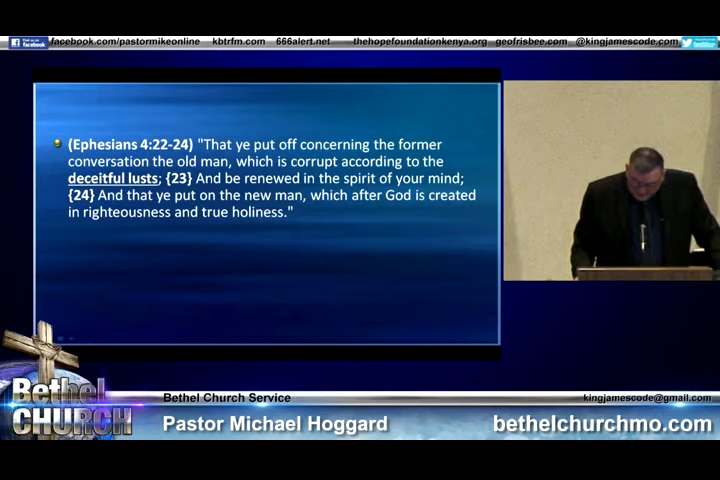 Find us on facebook
facebook.com/pastormikeonline kbtrfm.com 666alert.net thehopefoundationkenya.org geofrisbee.com @kingjamescode.com
(Ephesians 4:22-24) "That ye put off concerning the former
conversation the old man, which is corrupt according to the
deceitful lusts; {23} And be renewed in the spirit of your mind;
{24} And that ye put on the new man, which after God is created
in righteousness and true holiness."
Bethel
CHURCH
Bethel Church Service kingjamescode@gmail.com
Pastor Michael Hoggard bethelchurchmo.com